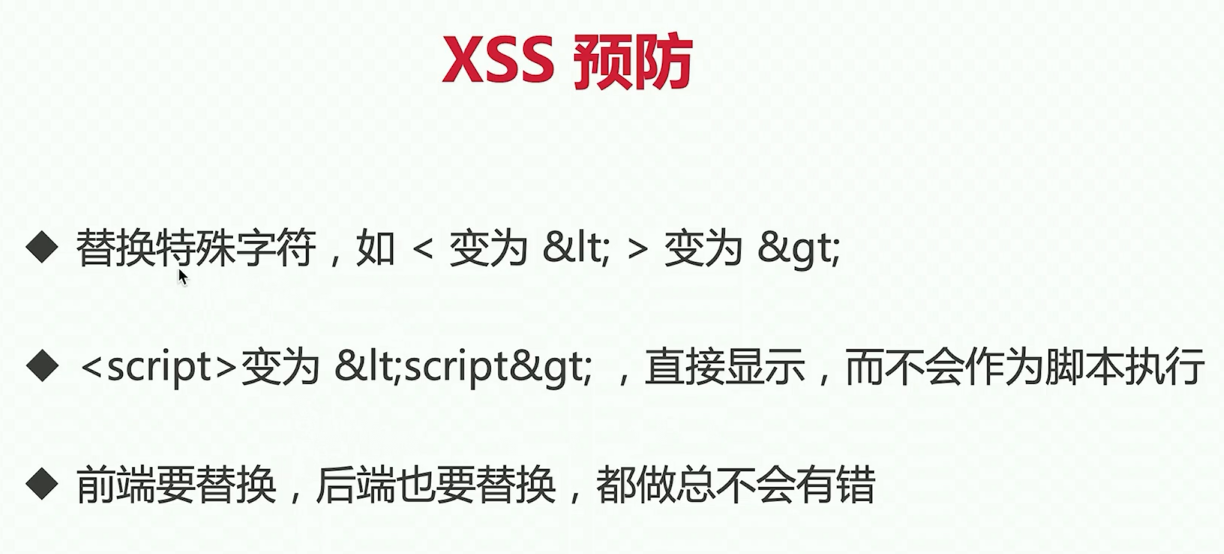 XSS 预防
◆ 替换特殊字符，如 < 变为 &lt; > 变为 &gt;
◆ <script>变为 &lt;script&gt; ，直接显示，而不会作为脚本执行
◆ 前端要替换，后端也要替换，都做总不会有错